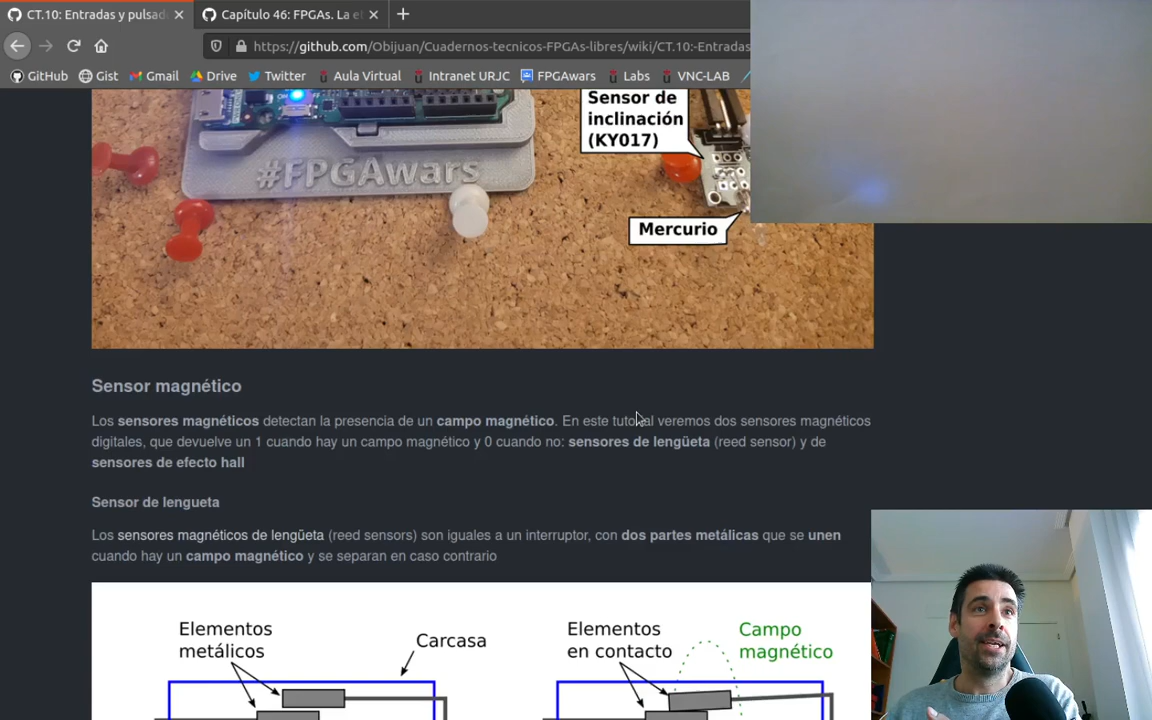 CT.10: Entradas y pulsad
Capítulo 46: FPGAs. La e
https://github.com/Obijuan/Cuadernos-tecnicos-FPGAs-libres/wiki/CT.10:-Entradas
GitHub Gist Gmail Drive Twitter Aula Virtual Intranet URJC FPGAwars Labs VNC-LAB
Sensor de
inclinación
(KY017)
#FPGAwars
Mercurio
Sensor magnético
Los sensores magnéticos detectan la presencia de un campo magnético. En este tutorial veremos dos sensores magnéticos
digitales, que devuelve un 1 cuando hay un campo magnético y 0 cuando no: sensores de lengüeta (reed sensor) y de
sensores de efecto hall
Sensor de lengueta
Los sensores magnéticos de lengüeta (reed sensors) son iguales a un interruptor, con dos partes metálicas que se unen
cuando hay un campo magnético y se separan en caso contrario
Elementos
metálicos
Carcasa
Elementos
en contacto
Campo
magnético